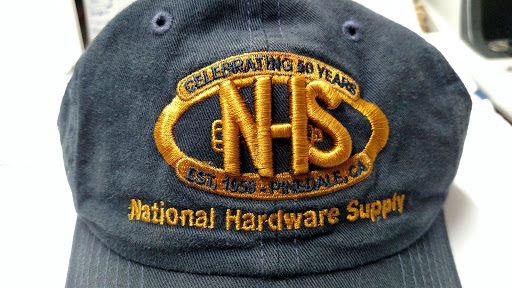 CELEBRATING 50 YEARS
NHS
EST. 1958 - PINEDALE, CA
National Hardware Supply